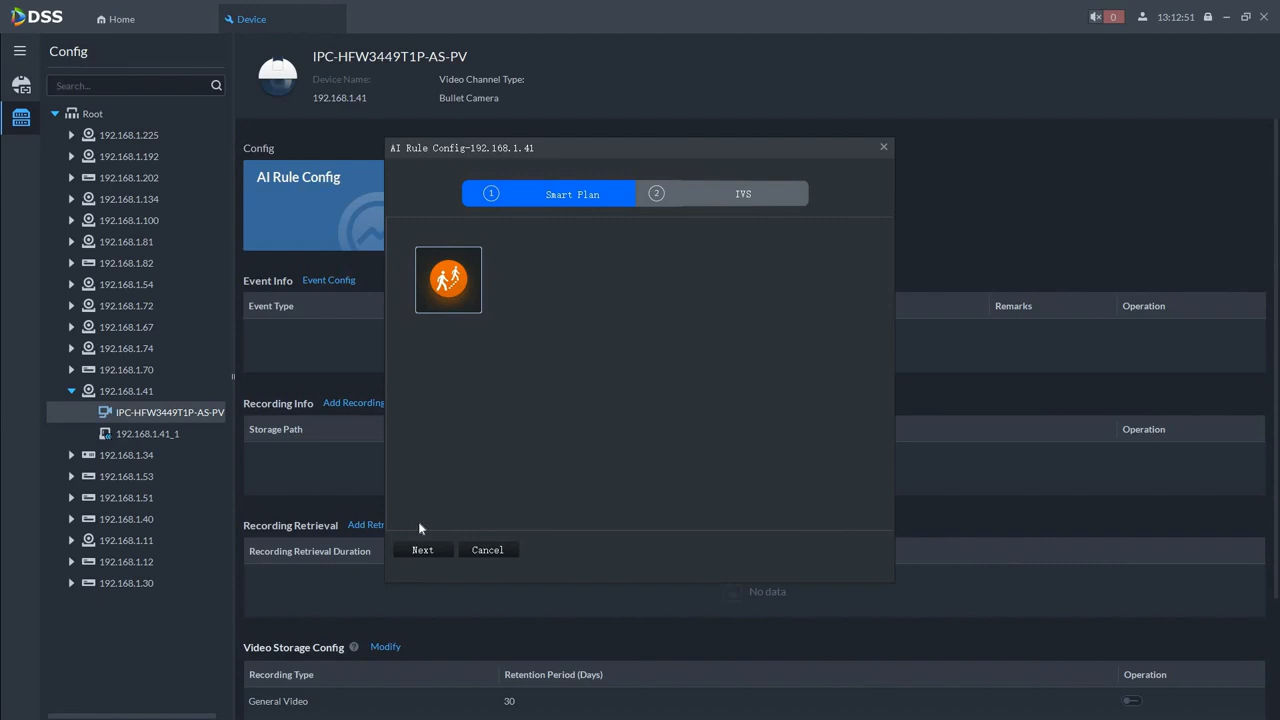 DSS
Home
Device
0
13:12:51
Config
Search...
Root
192.168.1.225
192.168.1.192
192.168.1.202
192.168.1.134
192.168.1.100
192.168.1.81
192.168.1.82
192.168.1.54
192.168.1.72
192.168.1.67
192.168.1.74
192.168.1.70
192.168.1.41
IPC-HFW3449T1P-AS-PV
192.168.1.41_1
192.168.1.34
192.168.1.53
192.168.1.51
192.168.1.40
192.168.1.11
192.168.1.12
192.168.1.30
IPC-HFW3449T1P-AS-PV
Device Name: Video Channel Type:
192.168.1.41 Bullet Camera
Config
AI Rule Config
Event Info Event Config
Event Type Remarks Operation
Recording Info Add Recording
Storage Path Operation
Recording Retrieval Add Retr
Recording Retrieval Duration
No data
Video Storage Config ? Modify
Recording Type Retention Period (Days) Operation
General Video 30
AI Rule Config-192.168.1.41
1 Smart Plan 2 IVS
Next Cancel